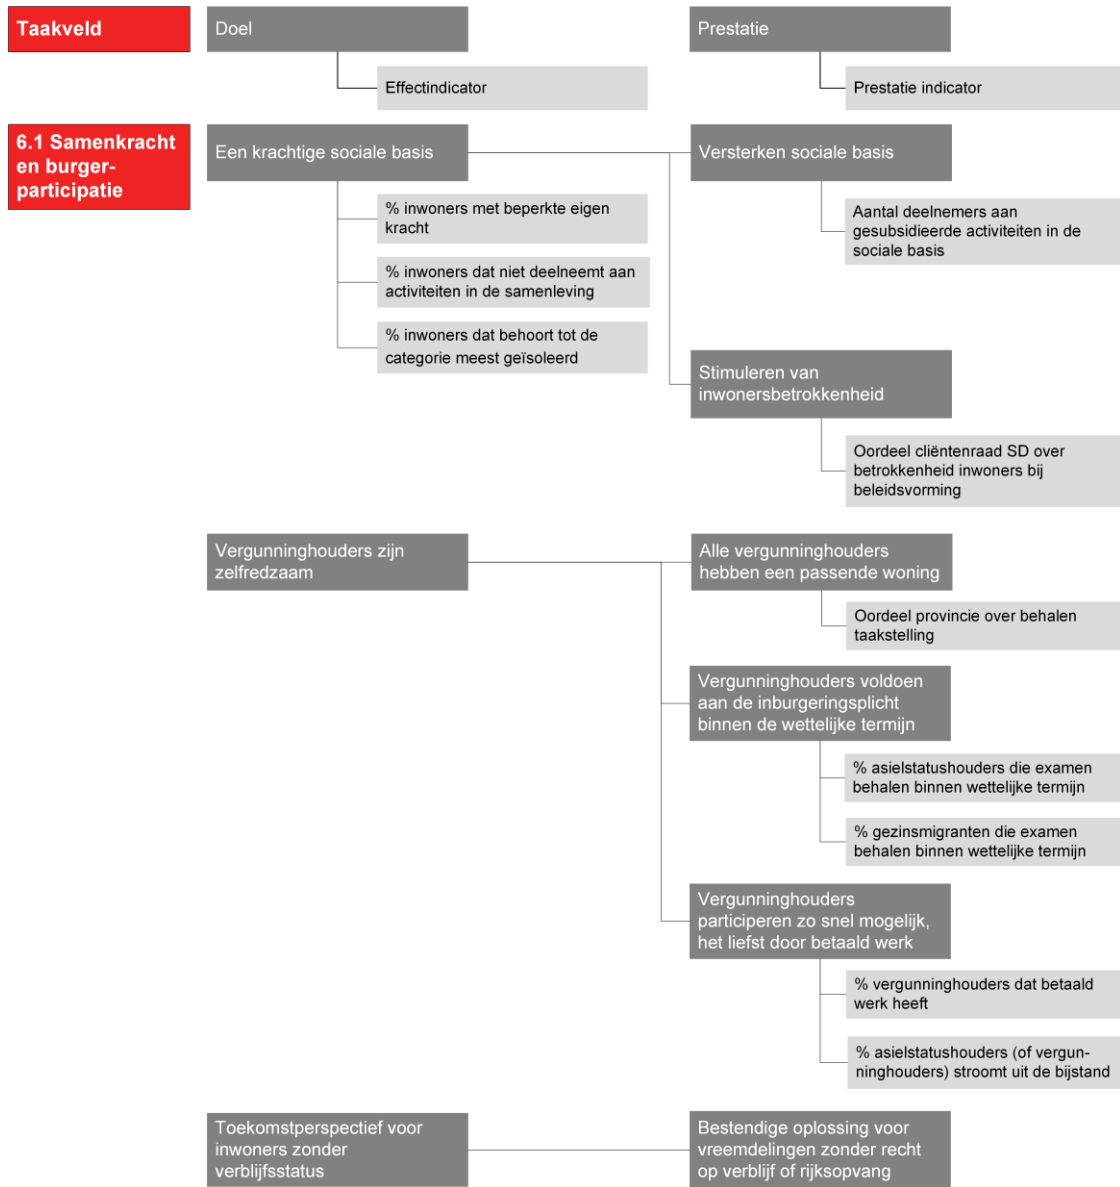 Taakveld
Doel
Prestatie
Effectindicator
Prestatie indicator
6.1 Samenkracht
en burger-
participatie
Een krachtige sociale basis
Versterken sociale basis
% inwoners met beperkte eigen
kracht
Aantal deelnemers aan
gesubsidieerde activiteiten in de
sociale basis
% inwoners dat niet deelneemt aan
activiteiten in de samenleving
% inwoners dat behoort tot de
categorie meest geïsoleerd
Stimuleren van
inwonersbetrokkenheid
Oordeel cliëntenraad SD over
betrokkenheid inwoners bij
beleidsvorming
Vergunninghouders zijn
zelfredzaam
Alle vergunninghouders
hebben een passende woning
Oordeel provincie over behalen
taakstelling
Vergunninghouders voldoen
aan de inburgeringsplicht
binnen de wettelijke termijn
% asielstatushouders die examen
behalen binnen wettelijke termijn
% gezinsmigranten die examen
behalen binnen wettelijke termijn
Vergunninghouders
participeren zo snel mogelijk,
het liefst door betaald werk
% vergunninghouders dat betaald
werk heeft
% asielstatushouders (of vergun-
ninghouders) stroomt uit de bijstand
Toekomstperspectief voor
inwoners zonder
verblijfsstatus
Bestendige oplossing voor
vreemdelingen zonder recht
op verblijf of rijksopvang